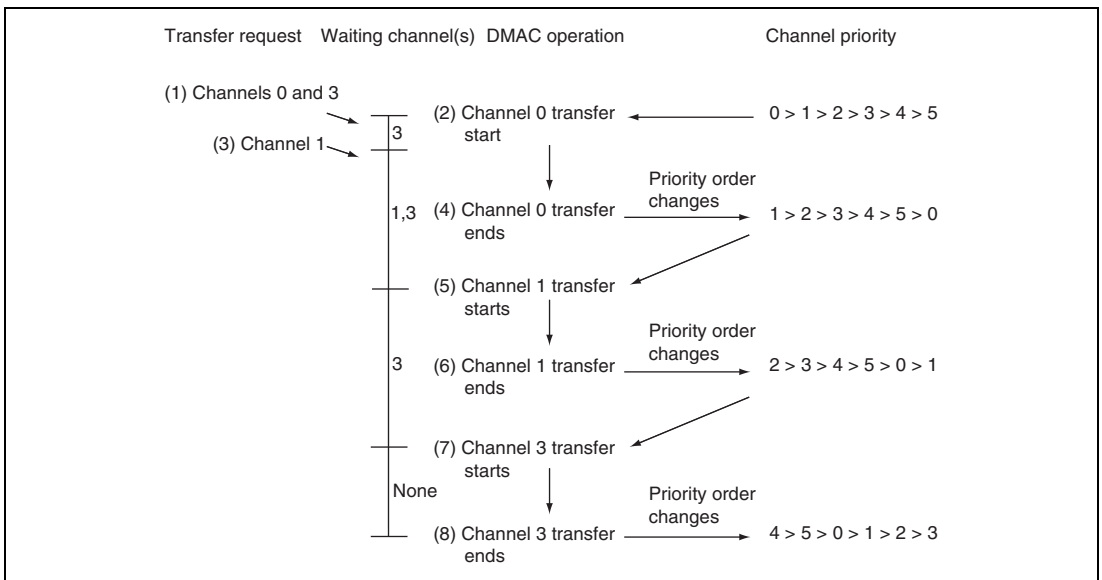 Transfer request Waiting channel(s) DMAC operation Channel priority
(1) Channels 0 and 3
(2) Channel 0 transfer start
0 > 1 > 2 > 3 > 4 > 5
3
(3) Channel 1
Priority order changes
1,3
(4) Channel 0 transfer ends
1 > 2 > 3 > 4 > 5 > 0
(5) Channel 1 transfer starts
Priority order changes
3
(6) Channel 1 transfer ends
2 > 3 > 4 > 5 > 0 > 1
(7) Channel 3 transfer starts
None
Priority order changes
(8) Channel 3 transfer ends
4 > 5 > 0 > 1 > 2 > 3